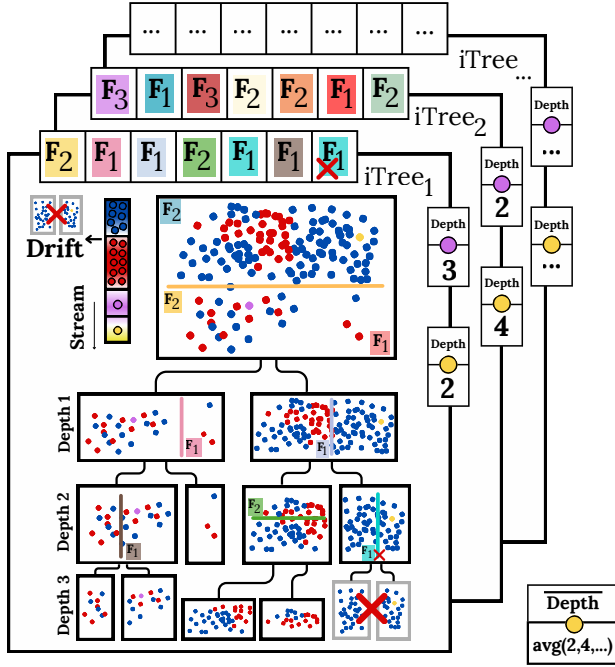 ... ... ... ... ... ... ...
iTree...
F3 F1 F3 F2 F2 F1 F2
iTree2
F2 F1 F1 F2 F1 F1 F1
iTree1
Depth
...
Depth
2
Depth
3
Depth
...
Depth
4
Depth
2
Drift
Stream
F2
F2
F1
Depth 1
F1
F1
Depth 2
F1
F2
F1
Depth 3
Depth
avg(2,4,...)